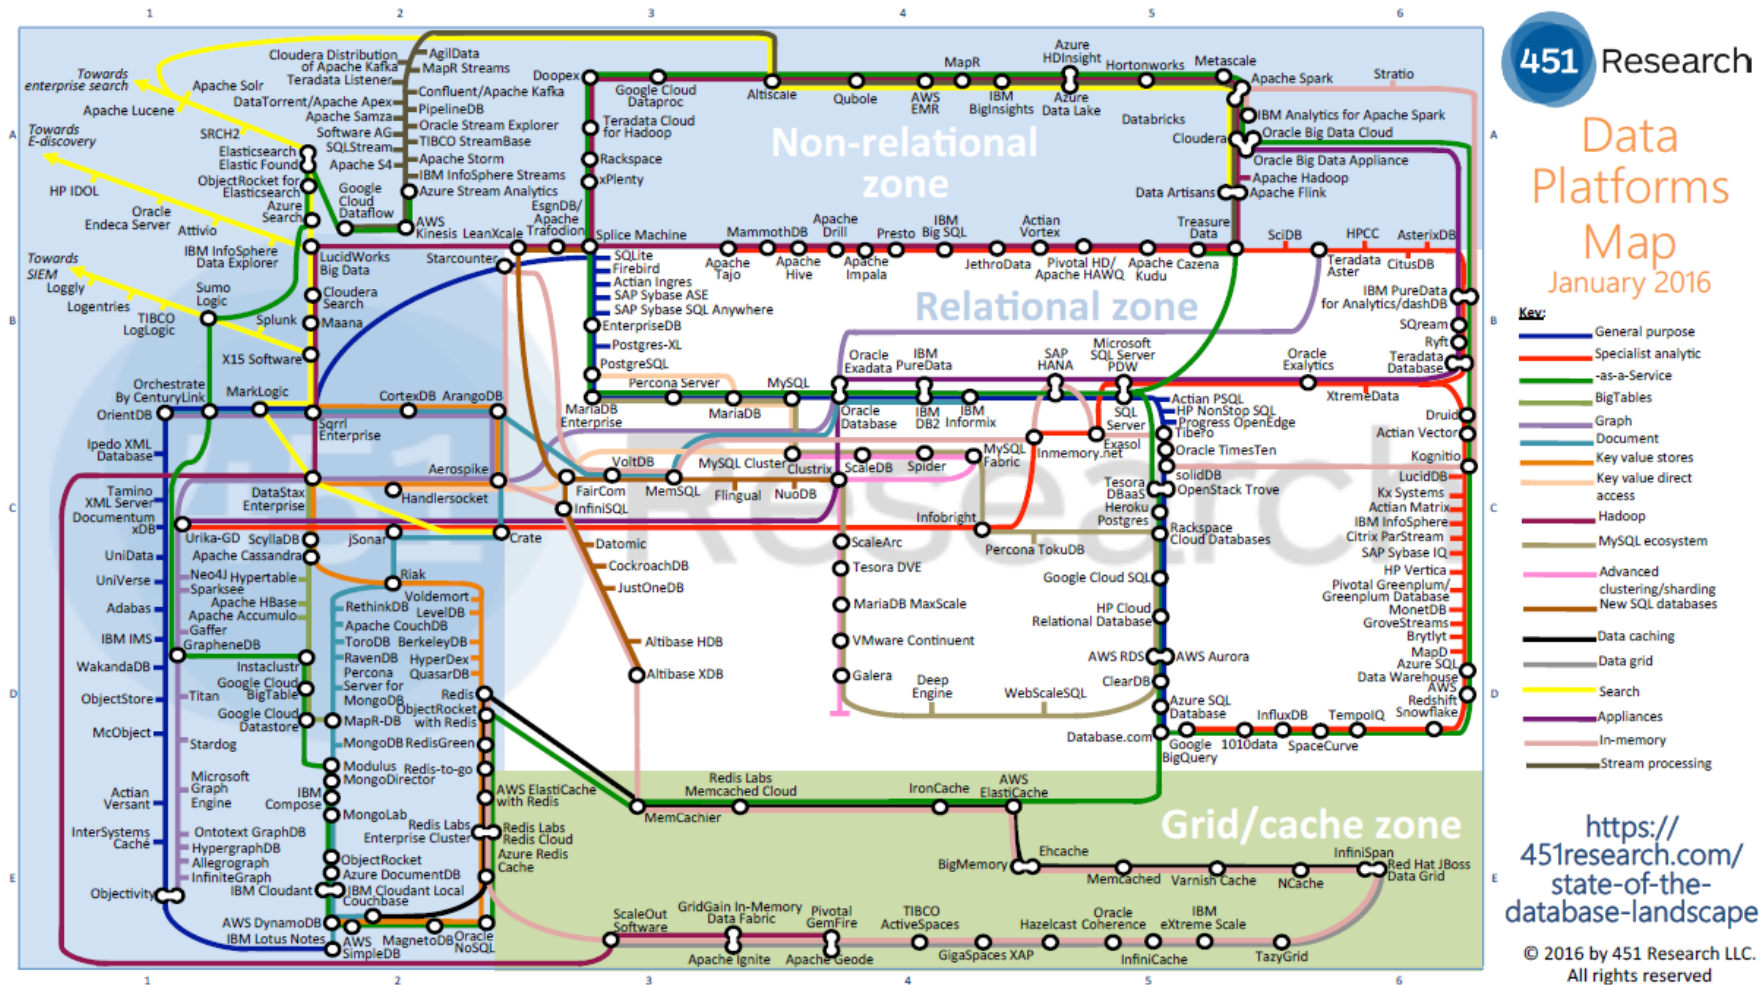 1 2 3 4 5 6
451 Research
Data
Platforms
Map
January 2016
Key:
General purpose
Specialist analytic
-as-a-Service
BigTables
Graph
Document
Key value stores
Key value direct
access
Hadoop
MySQL ecosystem
Advanced
clustering/sharding
New SQL databases
Data caching
Data grid
Search
Appliances
In-memory
Stream processing
https://
451research.com/
state-of-the-
database-landscape
© 2016 by 451 Research LLC.
All rights reserved
A
B
C
D
E
A
B
C
D
E
Non-relational
zone
Relational zone
Grid/cache zone
451 Research
Towards
enterprise search
Apache Solr
Apache Lucene
SRCH2
Towards
E-discovery
HP IDOL
Oracle
Endeca Server
Attivio
IBM InfoSphere
Data Explorer
Towards
SIEM
Loggly
Logentries
TIBCO
LogLogic
Sumo
Logic
Splunk
X15 Software
Elasticsearch
Elastic Found
ObjectRocket for
Elasticsearch
Azure
Search
Google
Cloud
Dataflow
LucidWorks
Big Data
Cloudera
Search
Maana
Cloudera Distribution
of Apache Kafka
Teradata Listener
DataTorrent/Apache Apex
Apache Samza
Software AG
SQLStream
Apache S4
AgilData
MapR Streams
Confluent/Apache Kafka
PipelineDB
Oracle Stream Explorer
TIBCO StreamBase
Apache Storm
IBM InfoSphere Streams
Azure Stream Analytics
AWS
Kinesis
LeanXcale
Starcounter
EsgnDB/
Apache
Trafodion
Splice Machine
Doopex
Google Cloud
Dataproc
Teradata Cloud
for Hadoop
Rackspace
xPlenty
Altiscale
Qubole
AWS
EMR
MapR
IBM
BigInsights
Azure
HDInsight
Azure
Data Lake
Hortonworks
Metascale
Apache Spark
Stratio
IBM Analytics for Apache Spark
Databricks
Cloudera
Oracle Big Data Cloud
Oracle Big Data Appliance
Apache Hadoop
Data Artisans
Apache Flink
Treasure
Data
Apache
Tajo
MammothDB
Apache
Hive
Apache
Drill
Apache
Impala
Presto
IBM
Big SQL
JethroData
Actian
Vortex
Pivotal HD/
Apache HAWQ
Apache
Kudu
Cazena
SciDB
Teradata
Aster
HPCC
CitusDB
AsterixDB
IBM PureData
for Analytics/dashDB
SQream
Ryft
Teradata
Database
SQLite
Firebird
Actian Ingres
SAP Sybase ASE
SAP Sybase SQL Anywhere
EnterpriseDB
Postgres-XL
PostgreSQL
MariaDB
Enterprise
Percona Server
MariaDB
MySQL
Oracle
Exadata
Oracle
Database
IBM
PureData
IBM
DB2
IBM
Informix
SAP
HANA
Microsoft
SQL Server
PDW
SQL
Server
Oracle
Exalytics
XtremeData
Actian PSQL
HP NonStop SQL
Progress OpenEdge
Tibero
Oracle TimesTen
solidDB
Exasol
Inmemory.net
Druid
Actian Vector
Kognitio
LucidDB
Kx Systems
Actian Matrix
IBM InfoSphere
Citrix ParStream
SAP Sybase IQ
HP Vertica
Pivotal Greenplum/
Greenplum Database
MonetDB
GroveStreams
Brytlyt
MapD
Azure SQL
Data Warehouse
AWS
Redshift
Snowflake
Tesora
DBaaS
OpenStack Trove
Heroku
Postgres
Rackspace
Cloud Databases
Google Cloud SQL
HP Cloud
Relational Database
AWS RDS
AWS Aurora
ClearDB
Azure SQL
Database
Database.com
Google
BigQuery
1010data
InfluxDB
SpaceCurve
TempoIQ
Orchestrate
By CenturyLink
MarkLogic
OrientDB
CortexDB
ArangoDB
Sqrrl
Enterprise
Ipedo XML
Database
Tamino
XML Server
Documentum
xDB
UniData
UniVerse
Adabas
IBM IMS
WakandaDB
ObjectStore
McObject
Actian
Versant
InterSystems
Caché
Objectivity
Aerospike
DataStax
Enterprise
Handlersocket
Urika-GD
ScyllaDB
Apache Cassandra
jSonar
Crate
Neo4J
Sparksee
Hypertable
Apache HBase
Apache Accumulo
Gaffer
GrapheneDB
Instaclustr
Google Cloud
BigTable
Titan
Google Cloud
Datastore
Stardog
Microsoft
Graph
Engine
Ontotext GraphDB
HypergraphDB
Allegrograph
InfiniteGraph
Riak
Voldemort
LevelDB
RethinkDB
Apache CouchDB
ToroDB
BerkeleyDB
RavenDB
HyperDex
Percona
Server for
MongoDB
QuasarDB
Redis
ObjectRocket
with Redis
MapR-DB
MongoDB
RedisGreen
Modulus
Redis-to-go
MongoDirector
IBM
Compose
MongoLab
AWS ElastiCache
with Redis
Redis Labs
Enterprise Cluster
Redis Labs
Redis Cloud
Azure Redis
Cache
ObjectRocket
Azure DocumentDB
IBM Cloudant
IBM Cloudant Local
Couchbase
AWS DynamoDB
IBM Lotus Notes
AWS
SimpleDB
MagnetoDB
Oracle
NoSQL
VoltDB
FairCom
InfiniSQL
MemSQL
MySQL Cluster
Flingual
NuoDB
Clustrix
ScaleDB
Spider
MySQL
Fabric
Infobright
Percona TokuDB
Datomic
CockroachDB
JustOneDB
Altibase HDB
Altibase XDB
ScaleArc
Tesora DVE
MariaDB MaxScale
VMware Continuent
Galera
Deep
Engine
WebScaleSQL
MemCachier
Redis Labs
Memcached Cloud
IronCache
AWS
ElastiCache
BigMemory
Ehcache
Memcached
Varnish Cache
NCache
InfiniSpan
Red Hat JBoss
Data Grid
ScaleOut
Software
GridGain In-Memory
Data Fabric
Apache Ignite
Pivotal
GemFire
Apache Geode
TIBCO
ActiveSpaces
GigaSpaces XAP
Hazelcast
Oracle
Coherence
InfiniCache
IBM
eXtreme Scale
TazyGrid
1 2 3 4 5 6